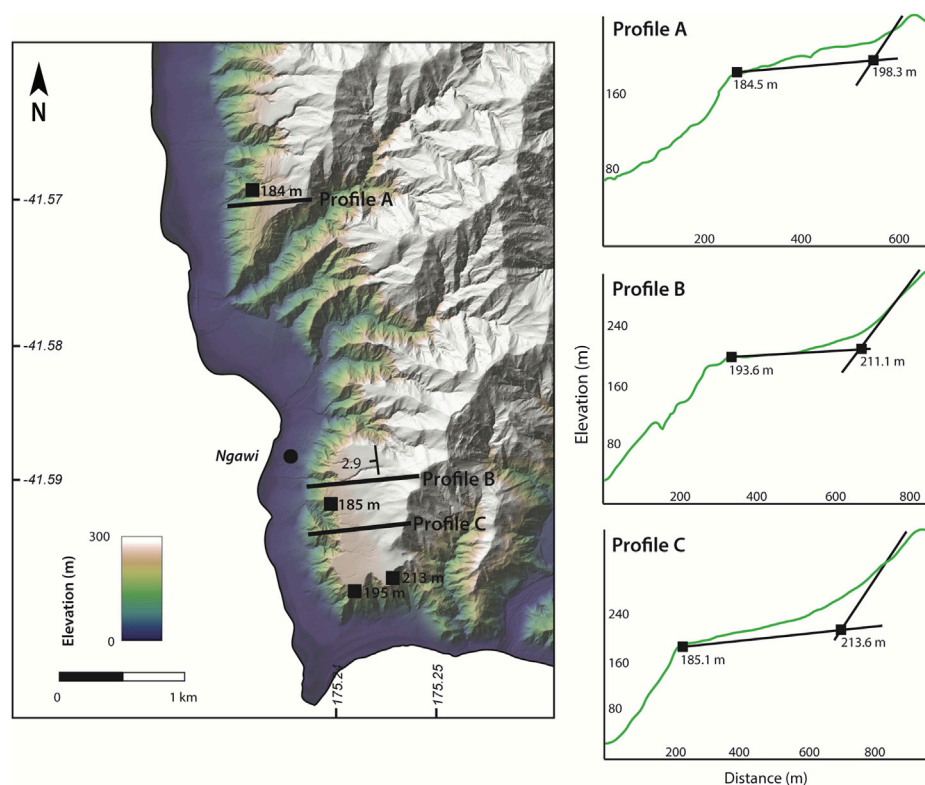 N
-41.57
-41.58
-41.59
184 m
Profile A
Ngawi
2.9
Profile B
185 m
Profile C
213 m
195 m
Elevation (m)
300
0
0
1 km
175.24
175.25
Profile A
160
80
184.5 m
198.3 m
200
400
600
Profile B
240
160
80
193.6 m
211.1 m
200
400
600
800
Elevation (m)
Profile C
240
160
80
185.1 m
213.6 m
200
400
600
800
Distance (m)